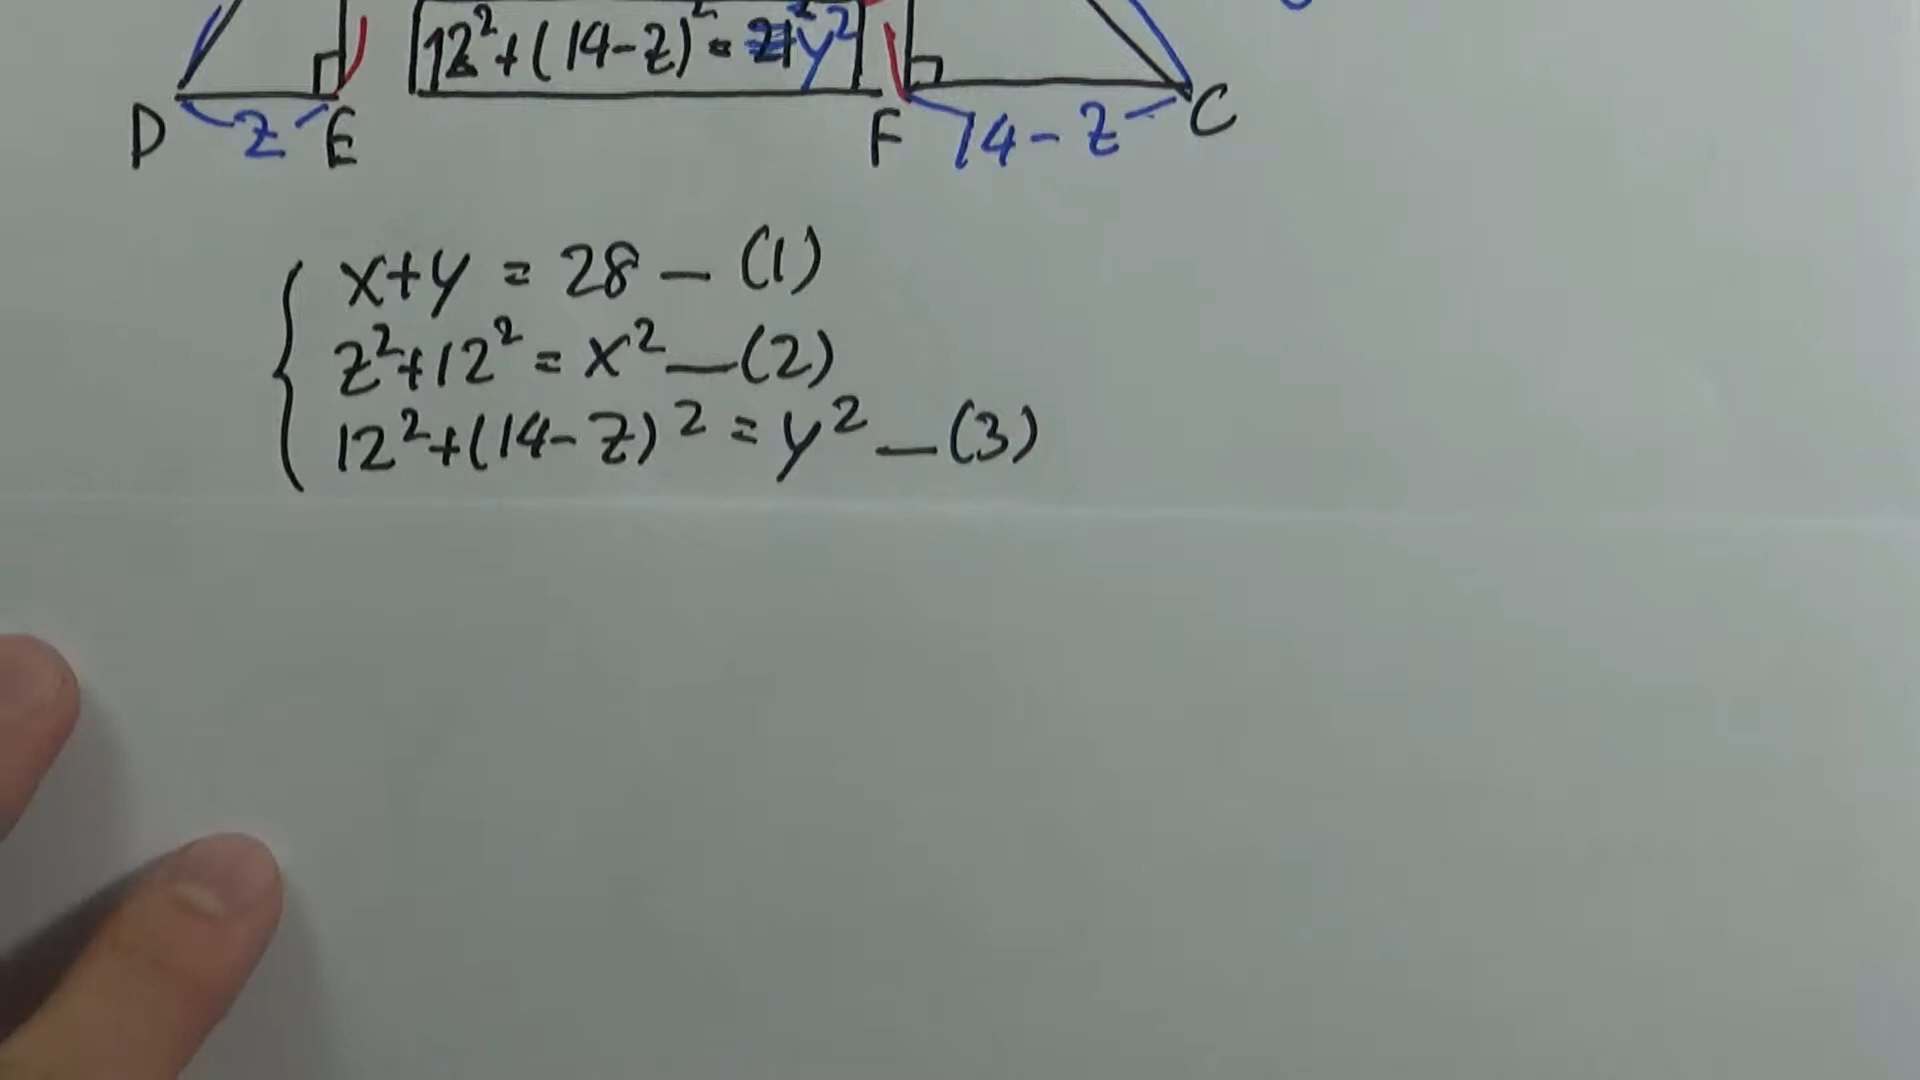 12² + (14-z)² = y²
D z E F 14-z C
x+y = 28 — (1)
z²+12² = x² — (2)
12²+(14-z)² = y² — (3)